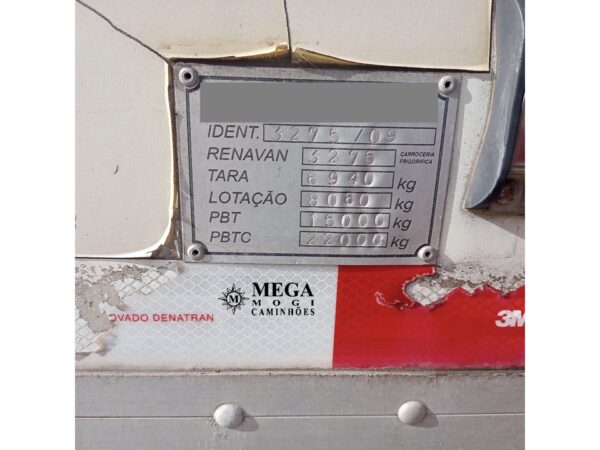 IDENT. 3275 /09
RENAVAN 3275 CARROCERIA FRIGORIFICA
TARA 6940 kg
LOTAÇÃO 8060 kg
PBT 15000 kg
PBTC 22000 kg
OVADO DENATRAN
MEGA
MOGI
CAMINHÕES
3M